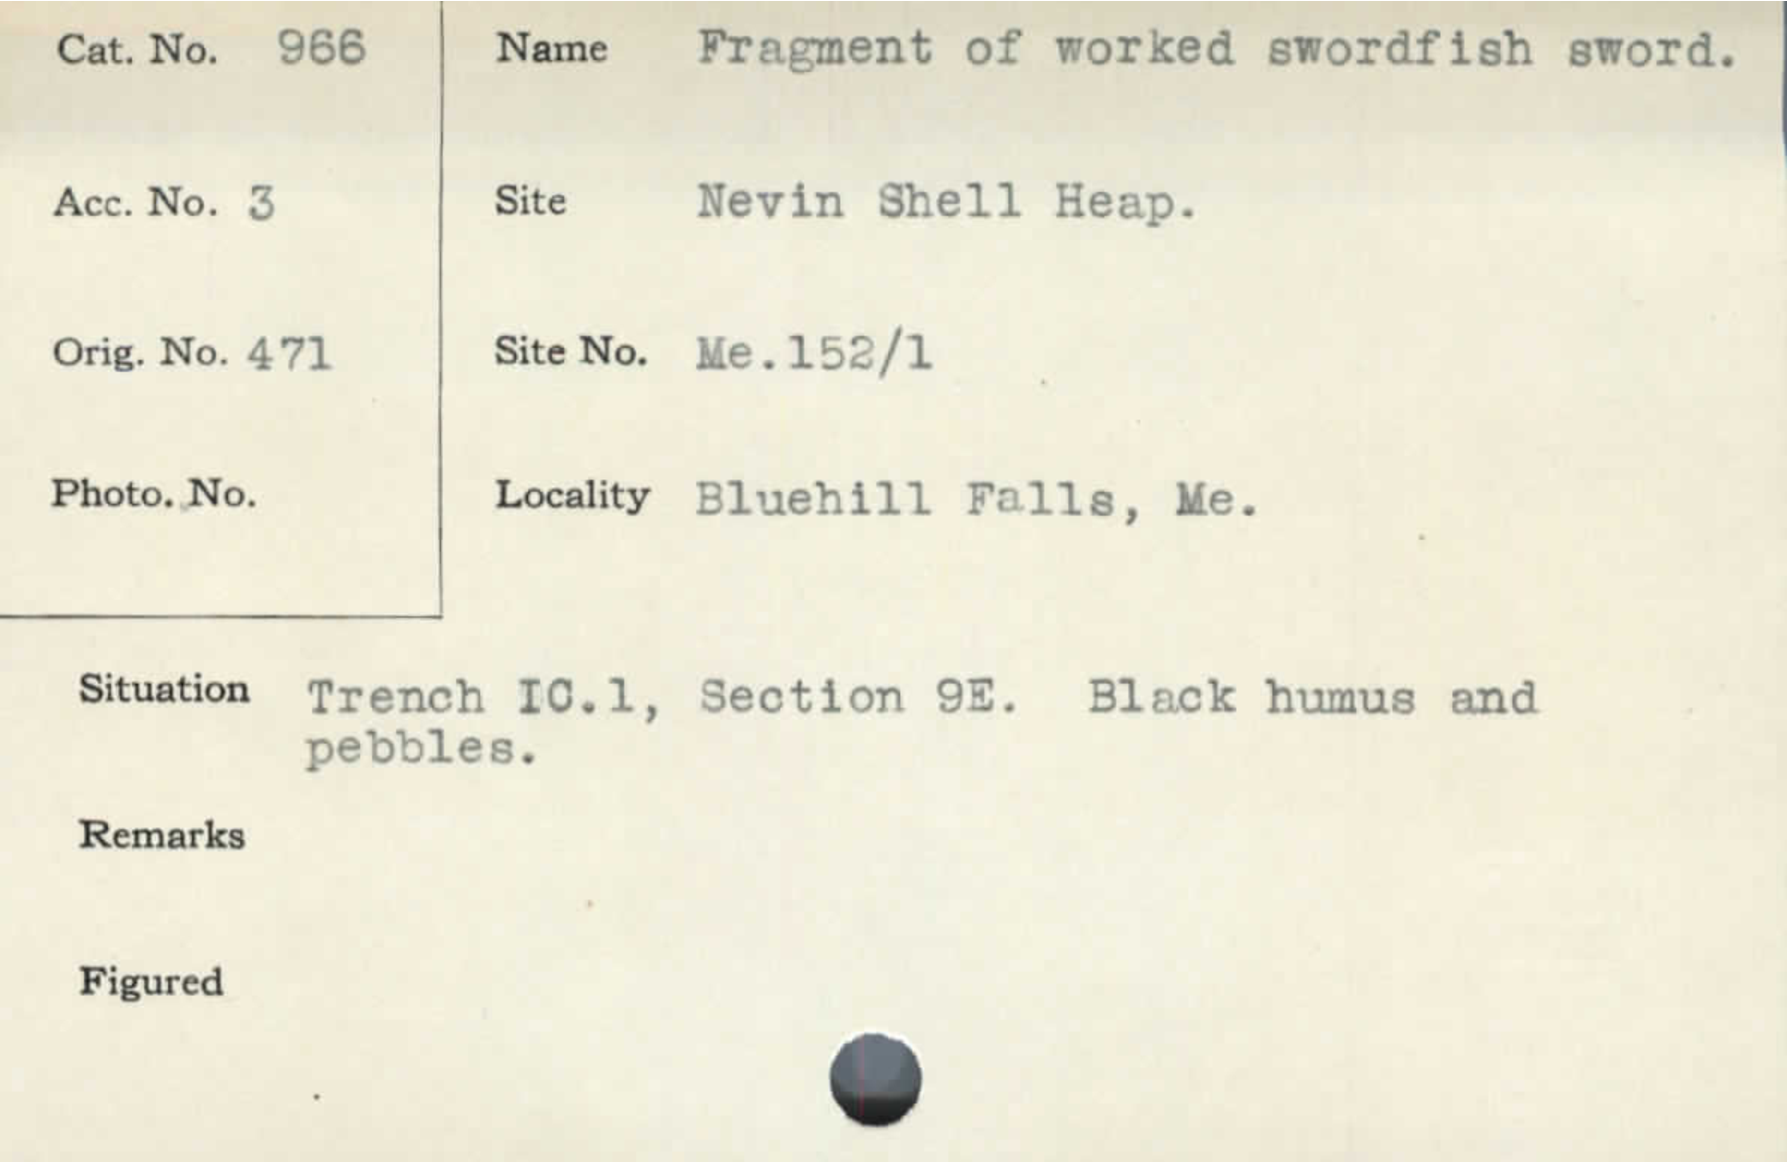 Cat. No. 966 Name Fragment of worked swordfish sword.
Acc. No. 3 Site Nevin Shell Heap.
Orig. No. 471 Site No. Me.152/1
Photo. No. Locality Bluehill Falls, Me.
Situation Trench IC.1, Section 9E. Black humus and
pebbles.
Remarks
Figured